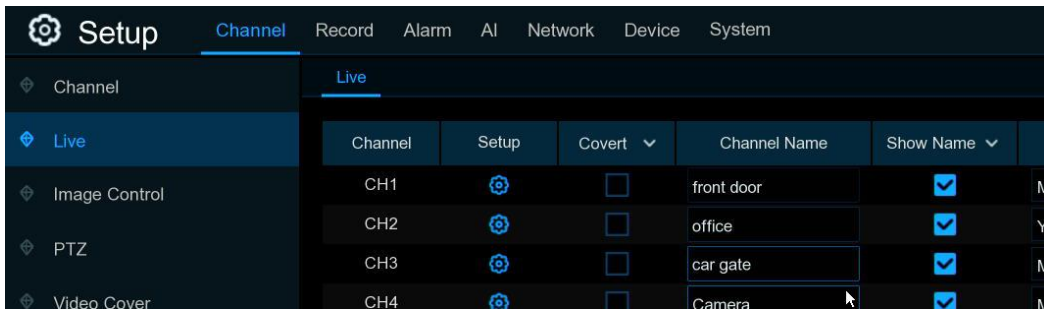 Setup Channel Record Alarm AI Network Device System
Channel
Live
Live
Image Control
PTZ
Video Cover
Channel Setup Covert Channel Name Show Name
CH1 front door M
CH2 office Y
CH3 car gate M
CH4 Camera